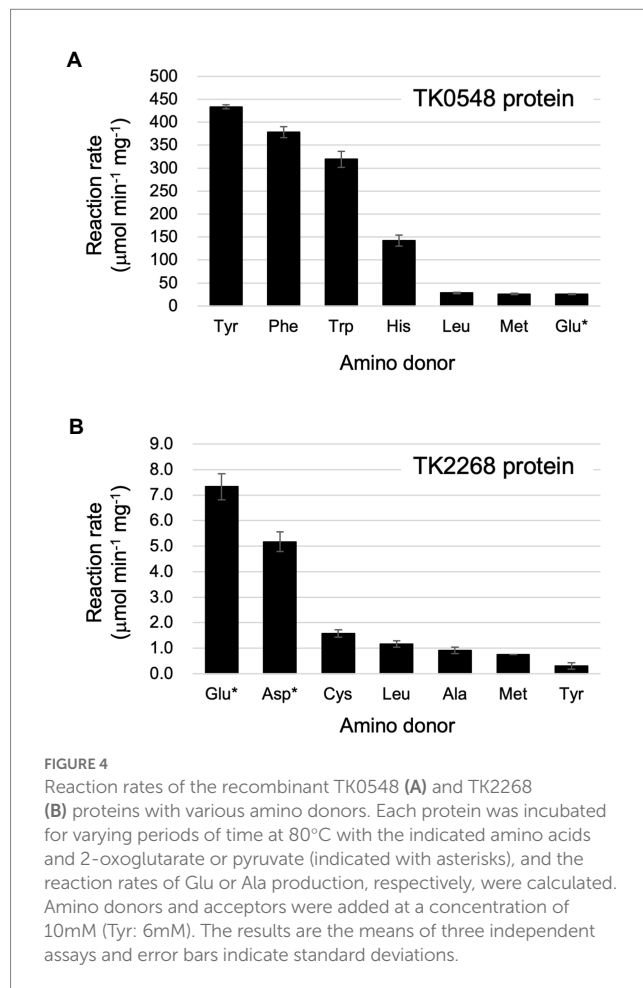 A
TK0548 protein
Reaction rate
(μmol min-1 mg-1)
500
450
400
350
300
250
200
150
100
50
0
Tyr Phe Trp His Leu Met Glu*
Amino donor
B
TK2268 protein
Reaction rate
(μmol min-1 mg-1)
9.0
8.0
7.0
6.0
5.0
4.0
3.0
2.0
1.0
0.0
Glu* Asp* Cys Leu Ala Met Tyr
Amino donor
FIGURE 4
Reaction rates of the recombinant TK0548 (A) and TK2268
(B) proteins with various amino donors. Each protein was incubated
for varying periods of time at 80°C with the indicated amino acids
and 2-oxoglutarate or pyruvate (indicated with asterisks), and the
reaction rates of Glu or Ala production, respectively, were calculated.
Amino donors and acceptors were added at a concentration of
10mM (Tyr: 6mM). The results are the means of three independent
assays and error bars indicate standard deviations.